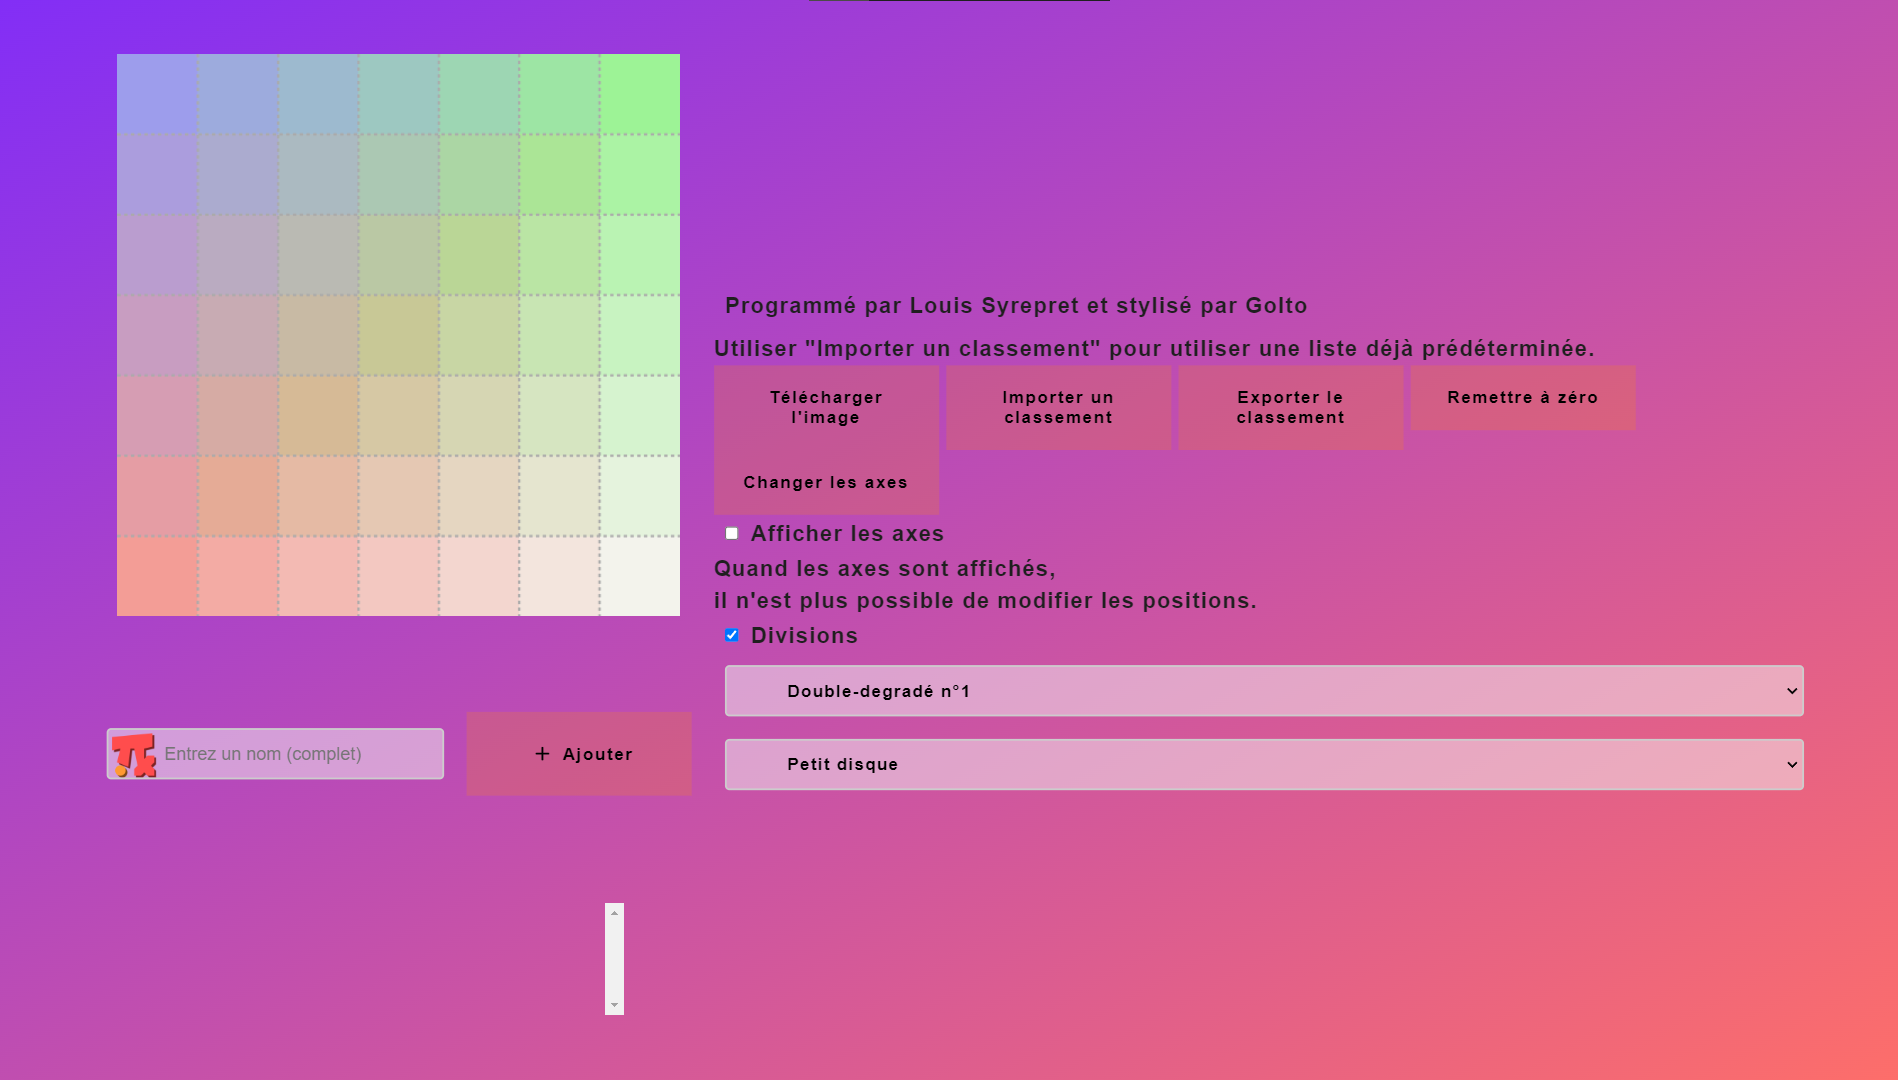 Programmé par Louis Syrepret et stylisé par Golto
Utiliser "Importer un classement" pour utiliser une liste déjà prédéterminée.
Télécharger
l'image
Importer un
classement
Exporter le
classement
Remettre à zéro
Changer les axes
Afficher les axes
Quand les axes sont affichés,
il n'est plus possible de modifier les positions.
Divisions
Double-degradé n°1
Petit disque
Entrez un nom (complet)
+ Ajouter